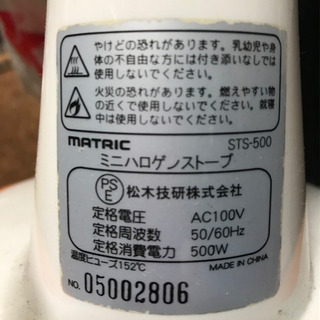 やけどの恐れがあります。乳幼児や身
体の不自由な方には付き添いなしでは
使用しないでください。
火災の恐れがあります。燃えやすい物
の近くで使用しないでください。就寝
中は使用しないでください。
MATRIC STS-500
ミニハロゲンストーブ
PSE 松木技研株式会社
定格電圧 AC100V
定格周波数 50/60Hz
定格消費電力 500W
温度ヒューズ152℃ MADE IN CHINA
NO. 05002806